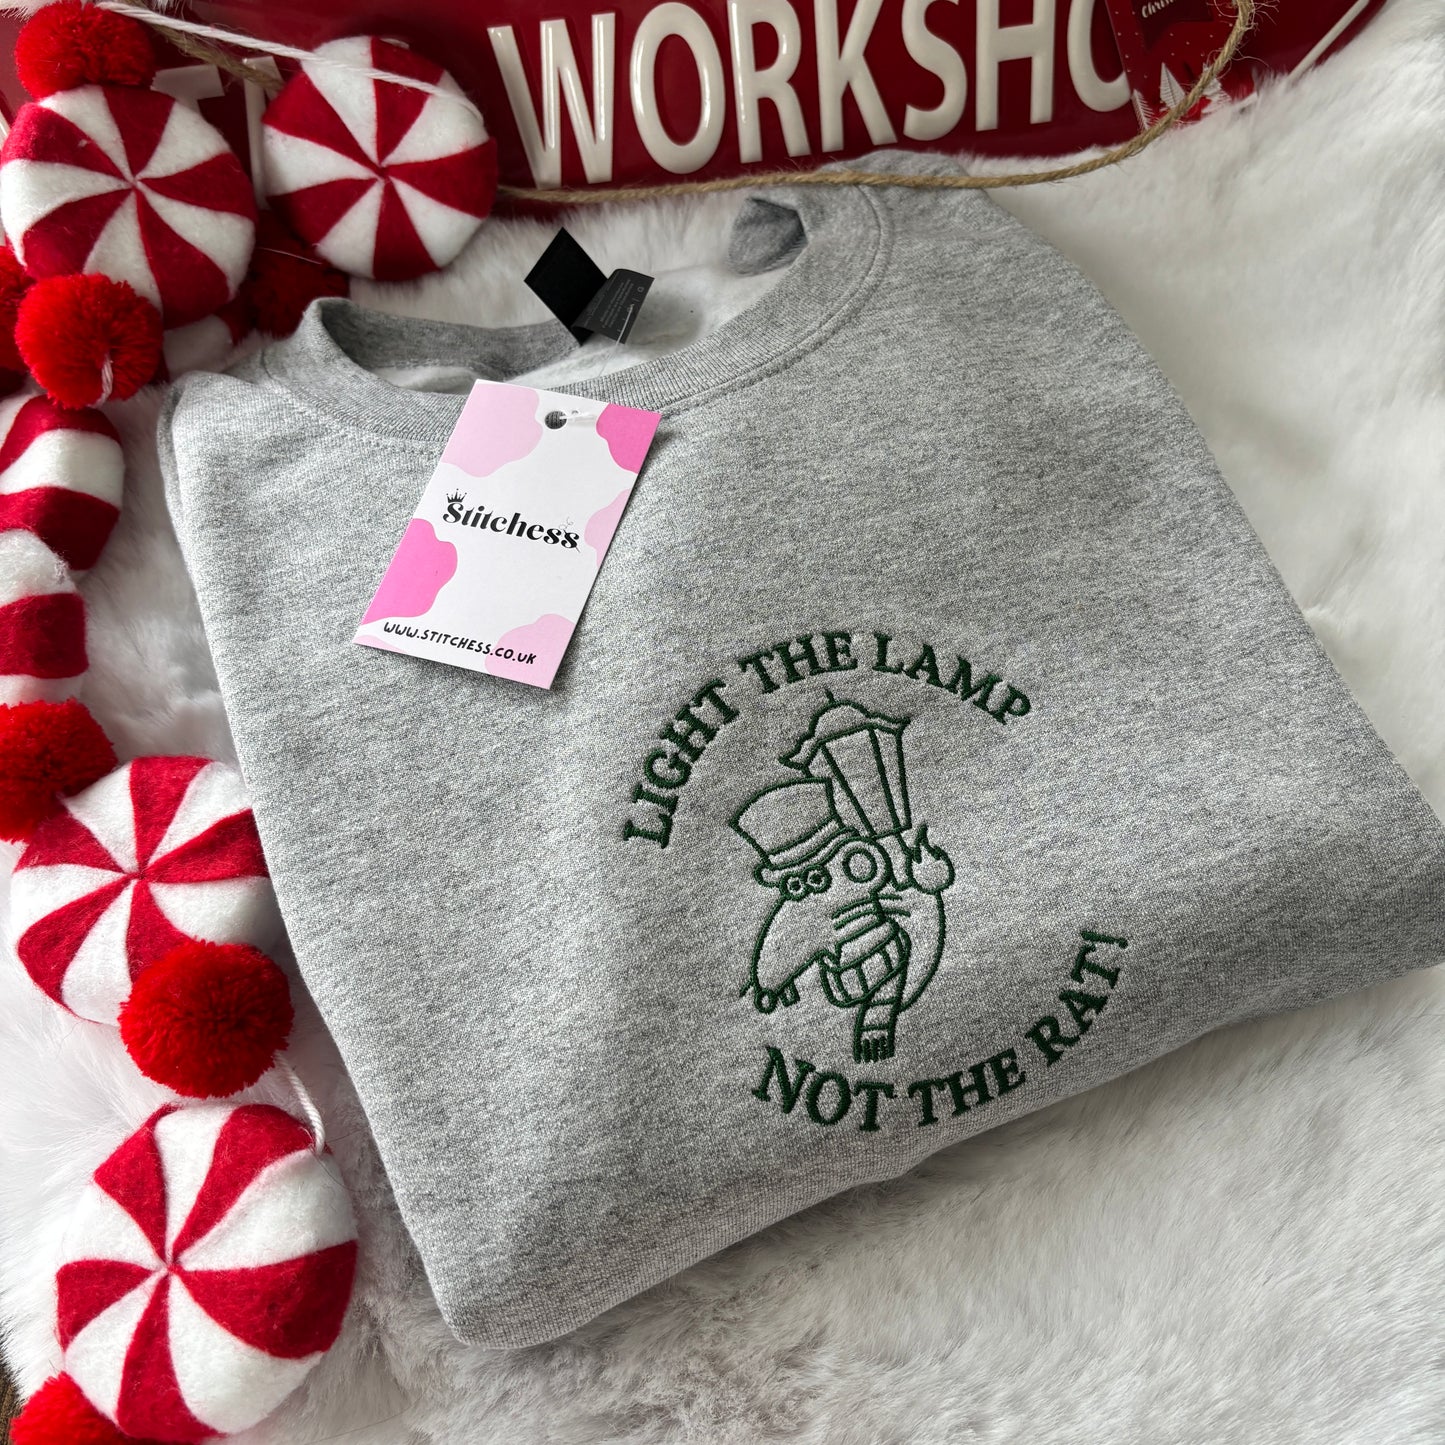 WORKSHO
Stitchess
WWW.STITCHESS.CO.UK
LIGHT THE LAMP
NOT THE RAT!